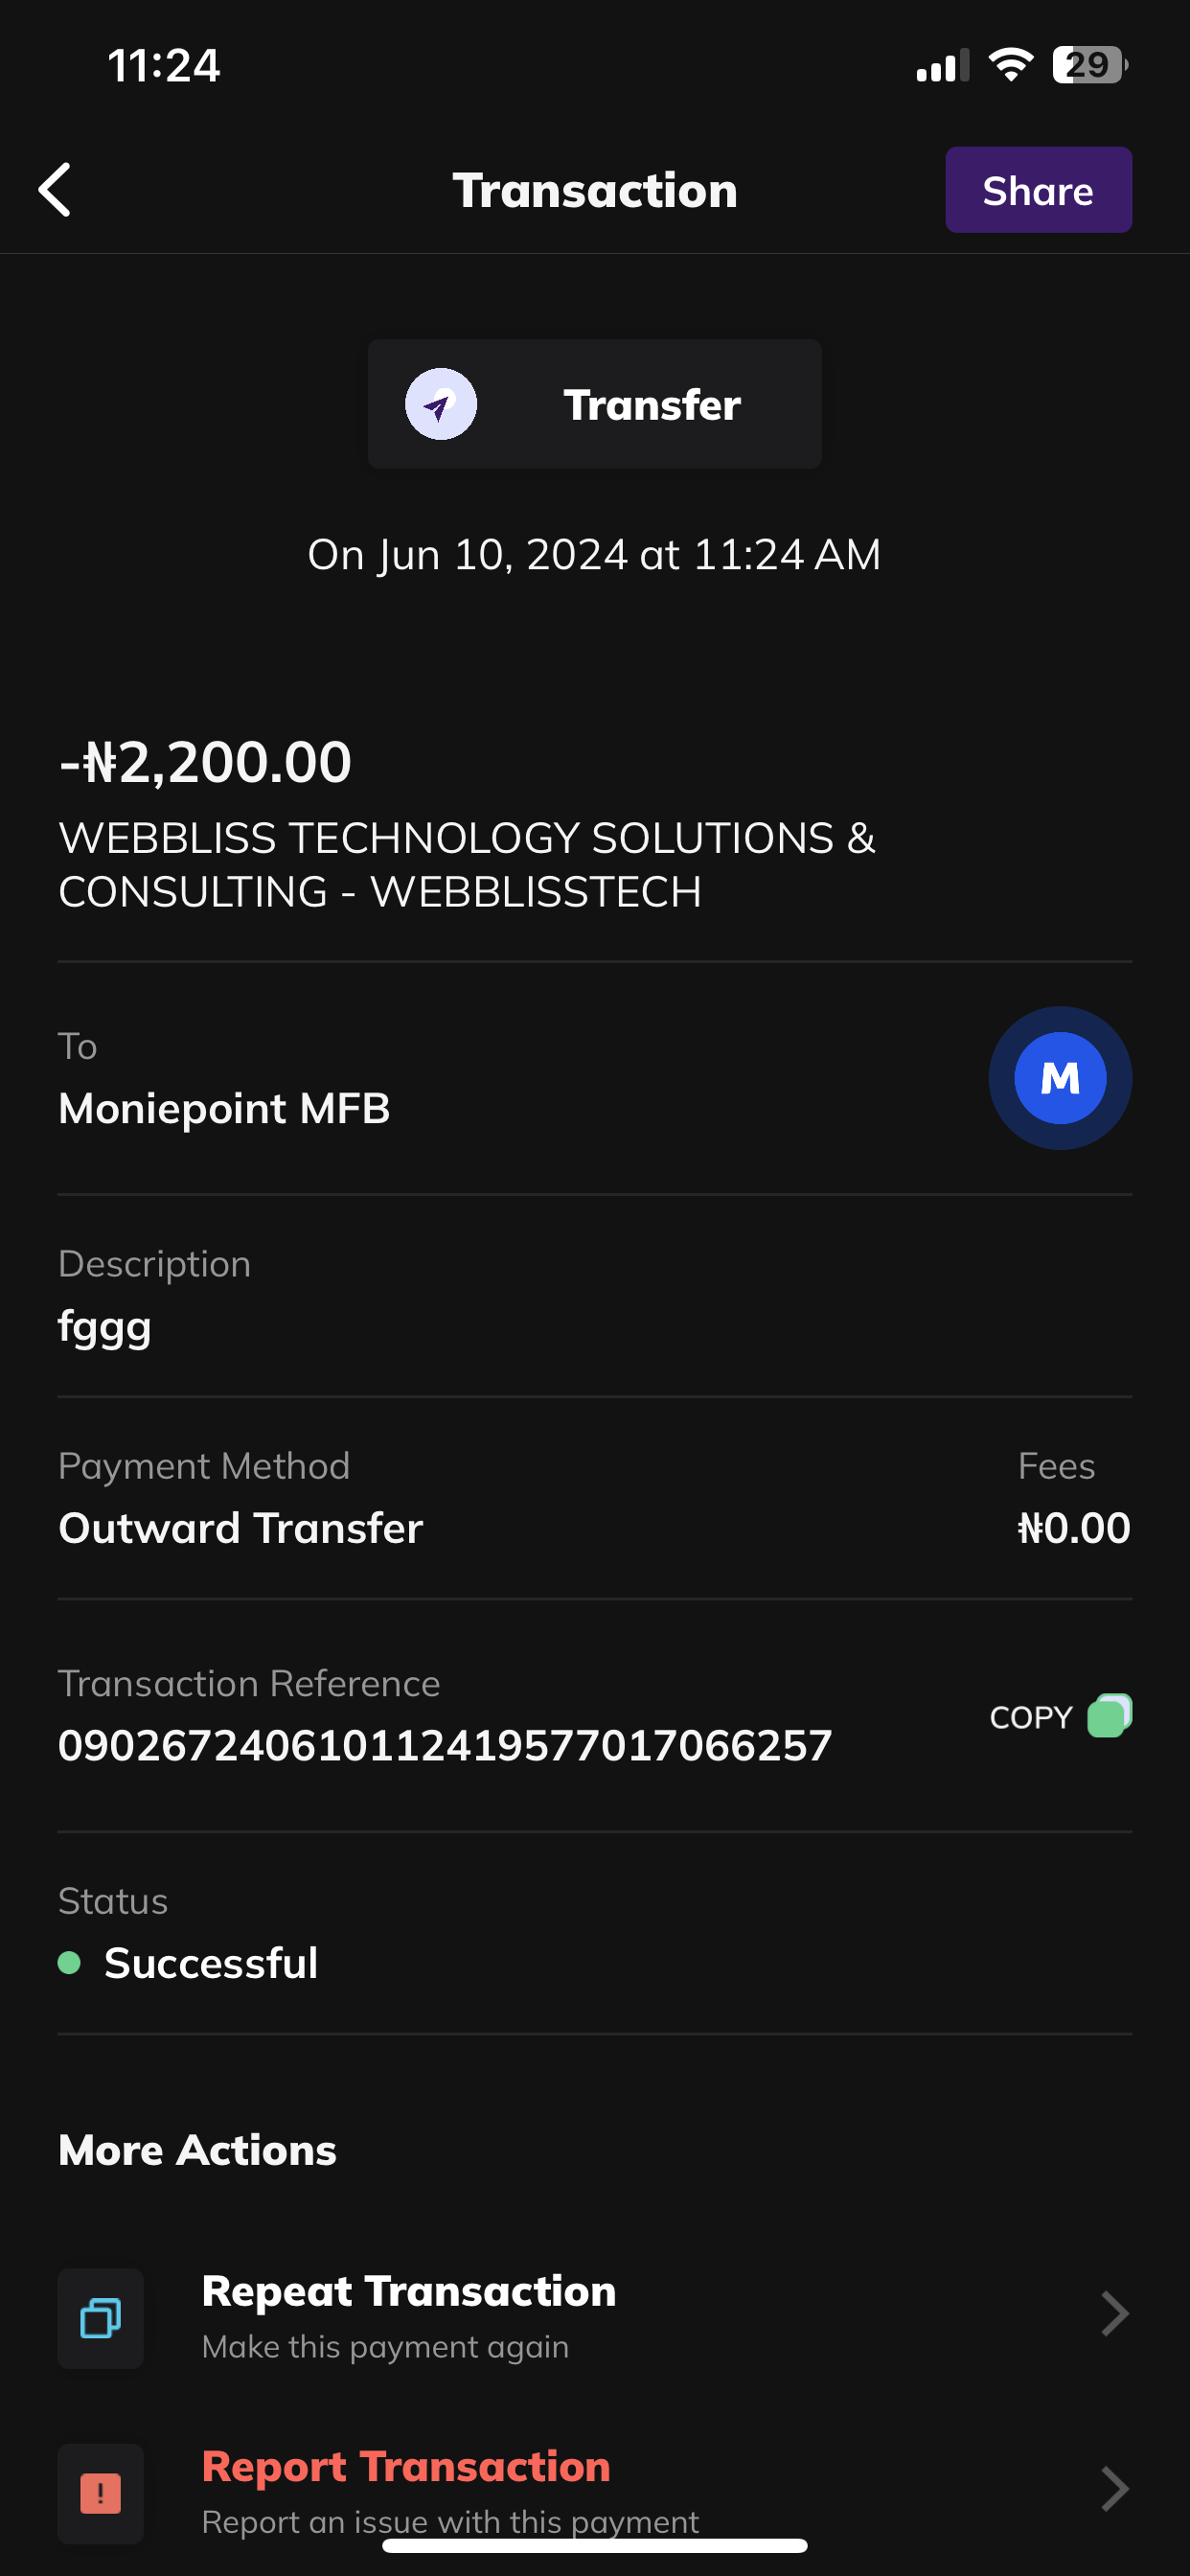 11:24
29
Transaction
Share
Transfer
On Jun 10, 2024 at 11:24 AM
-₦2,200.00
WEBBLISS TECHNOLOGY SOLUTIONS &
CONSULTING - WEBBLISSTECH
To
Moniepoint MFB
M
Description
fggg
Payment Method
Fees
Outward Transfer
₦0.00
Transaction Reference
090267240610112419577017066257
COPY
Status
Successful
More Actions
Repeat Transaction
Make this payment again
Report Transaction
Report an issue with this payment